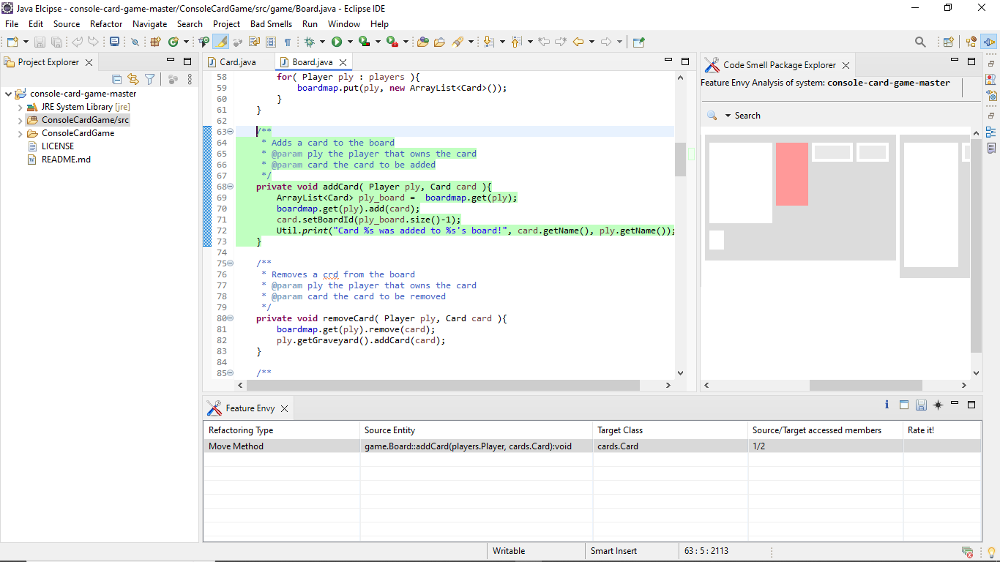 Java Elcipse - console-card-game-master/ConsoleCardGame/src/game/Board.java - Eclipse IDE
File Edit Source Refactor Navigate Search Project Bad Smells Run Window Help
Project Explorer
console-card-game-master
JRE System Library [jre]
ConsoleCardGame/src
ConsoleCardGame
LICENSE
README.md
Card.java
Board.java
58 for( Player ply : players ){
59 boardmap.put(ply, new ArrayList<Card>());
60 }
61 }
62
63 /**
64 * Adds a card to the board
65 * @param ply the player that owns the card
66 * @param card the card to be added
67 */
68 private void addCard( Player ply, Card card ){
69 ArrayList<Card> ply_board = boardmap.get(ply);
70 boardmap.get(ply).add(card);
71 card.setBoardId(ply_board.size()-1);
72 Util.print("Card %s was added to %s's board!", card.getName(), ply.getName());
73 }
74
75 /**
76 * Removes a crd from the board
77 * @param ply the player that owns the card
78 * @param card the card to be removed
79 */
80 private void removeCard( Player ply, Card card ){
81 boardmap.get(ply).remove(card);
82 ply.getGraveyard().addCard(card);
83 }
84
85 /**
Code Smell Package Explorer
Feature Envy Analysis of system: console-card-game-master
Search
Feature Envy
Refactoring Type Source Entity Target Class Source/Target accessed members Rate it!
Move Method game.Board::addCard(players.Player, cards.Card):void cards.Card 1/2
Writable Smart Insert 63 : 5 : 2113